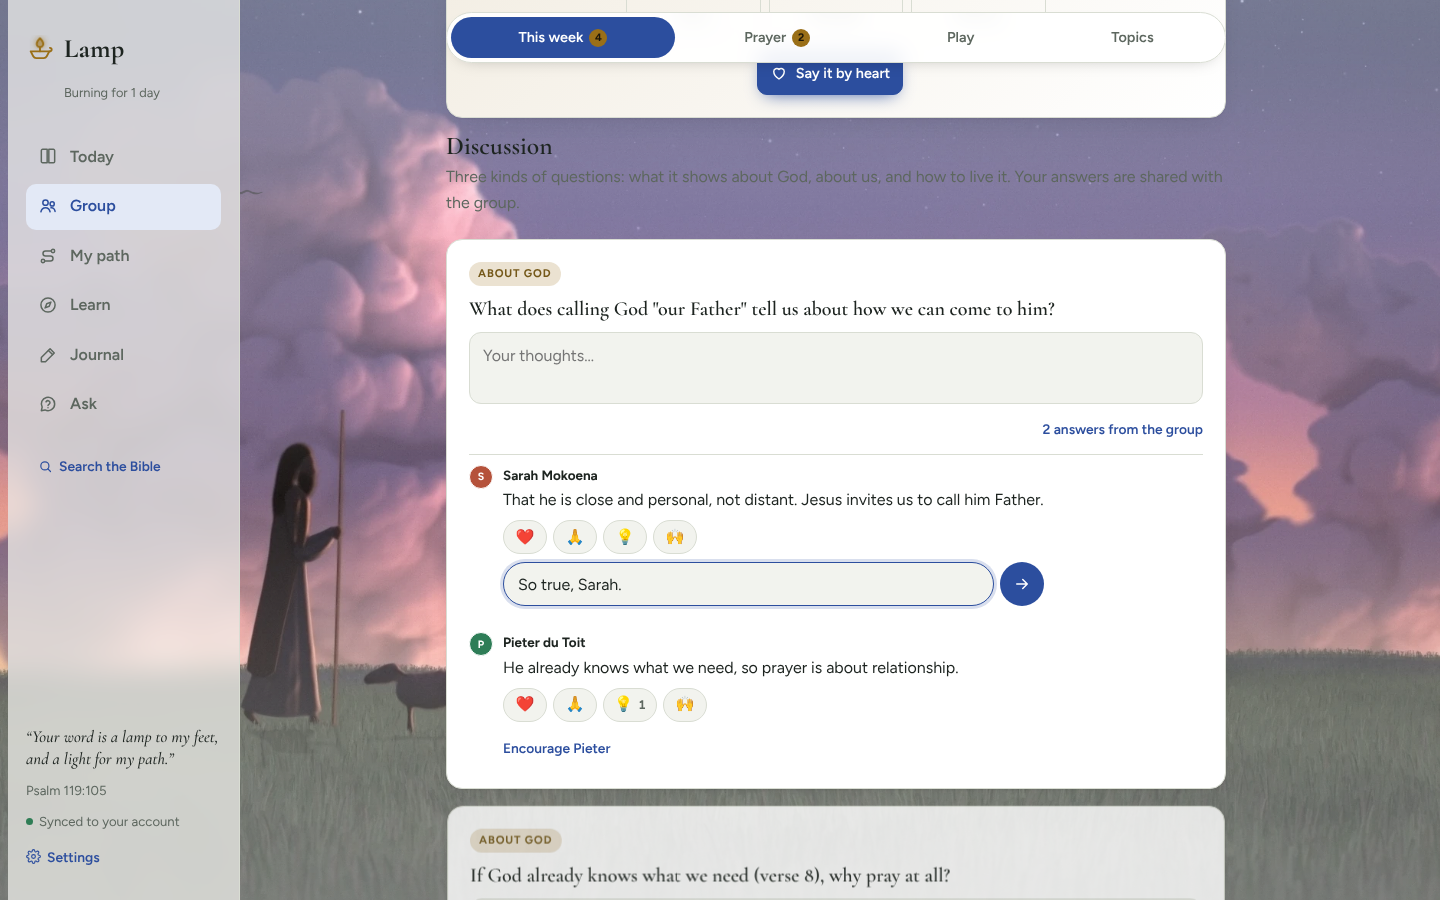 Lamp
Burning for 1 day
Today
Group
My path
Learn
Journal
Ask
Search the Bible
“Your word is a lamp to my feet,
and a light for my path.”
Psalm 119:105
Synced to your account
Settings
This week 4
Prayer 2
Play
Topics
Say it by heart
Discussion
Three kinds of questions: what it shows about God, about us, and how to live it. Your answers are shared with
the group.
ABOUT GOD
What does calling God "our Father" tell us about how we can come to him?
Your thoughts...
2 answers from the group
S
Sarah Mokoena
That he is close and personal, not distant. Jesus invites us to call him Father.
So true, Sarah.
P
Pieter du Toit
He already knows what we need, so prayer is about relationship.
1
Encourage Pieter
ABOUT GOD
If God already knows what we need (verse 8), why pray at all?